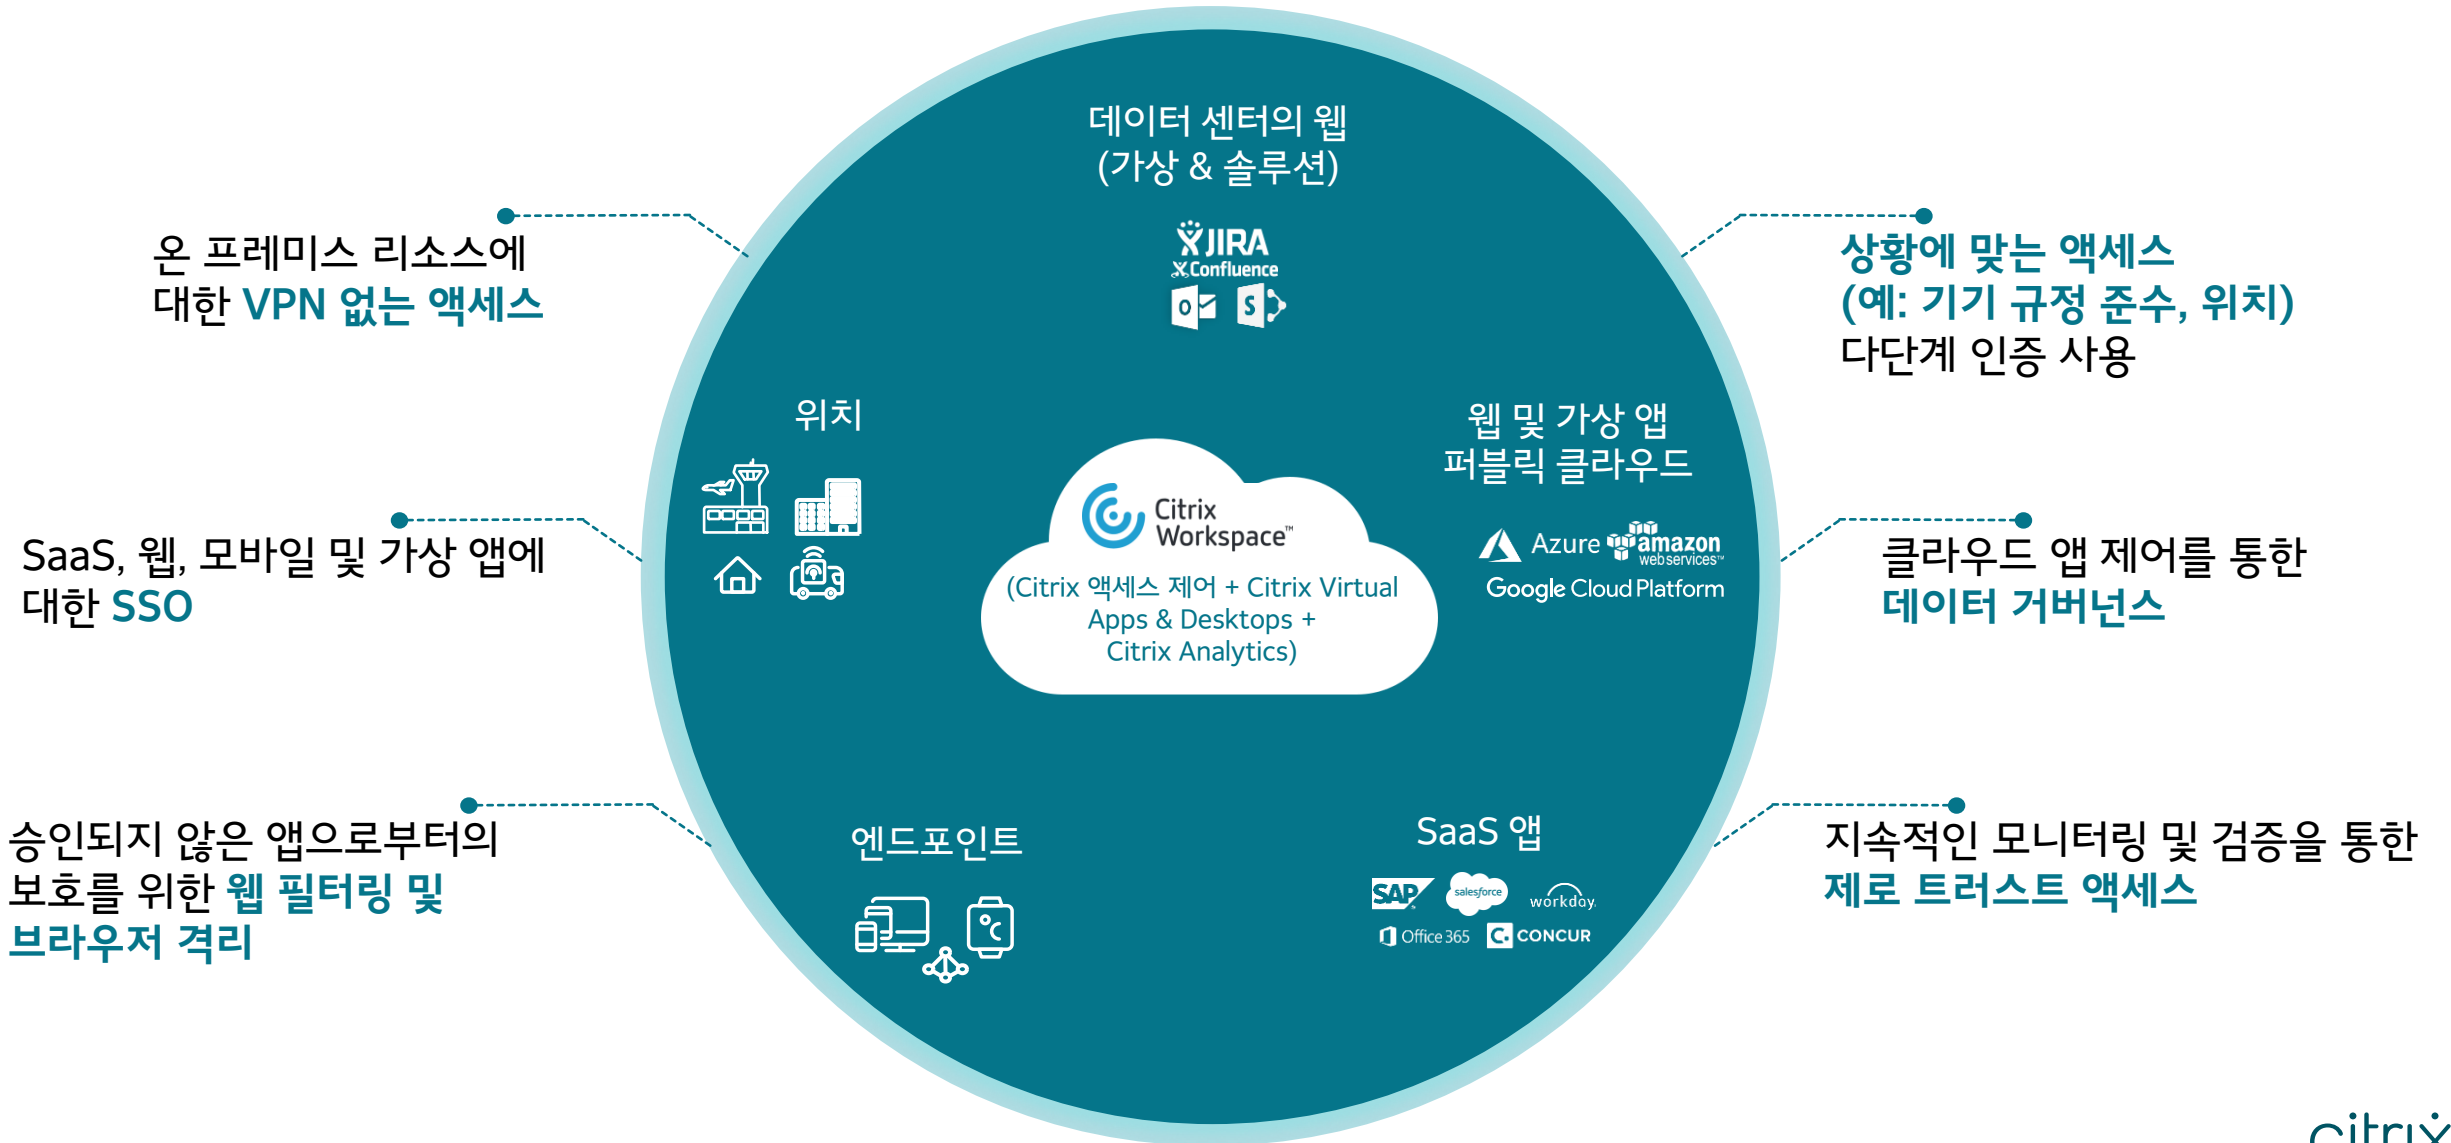 데이터 센터의 웹
(가상 & 솔루션)
JIRA
Confluence
온 프레미스 리소스에
대한 VPN 없는 액세스
상황에 맞는 액세스
(예: 기기 규정 준수, 위치)
다단계 인증 사용
위치
웹 및 가상 앱
퍼블릭 클라우드
Azure
amazon
web services™
Google Cloud Platform
Citrix
Workspace™
(Citrix 액세스 제어 + Citrix Virtual
Apps & Desktops +
Citrix Analytics)
SaaS, 웹, 모바일 및 가상 앱에
대한 SSO
클라우드 앱 제어를 통한
데이터 거버넌스
승인되지 않은 앱으로부터의
보호를 위한 웹 필터링 및
브라우저 격리
엔드포인트
SaaS 앱
SAP
salesforce
workday.
Office 365
C. CONCUR
지속적인 모니터링 및 검증을 통한
제로 트러스트 액세스
citrix